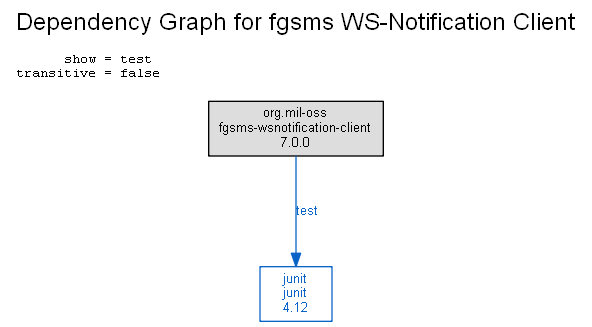 Dependency Graph for fgsms WS-Notification Client
show = test
transitive = false
org.mil-oss
fgsms-wsnotification-client
7.0.0
test
junit
junit
4.12